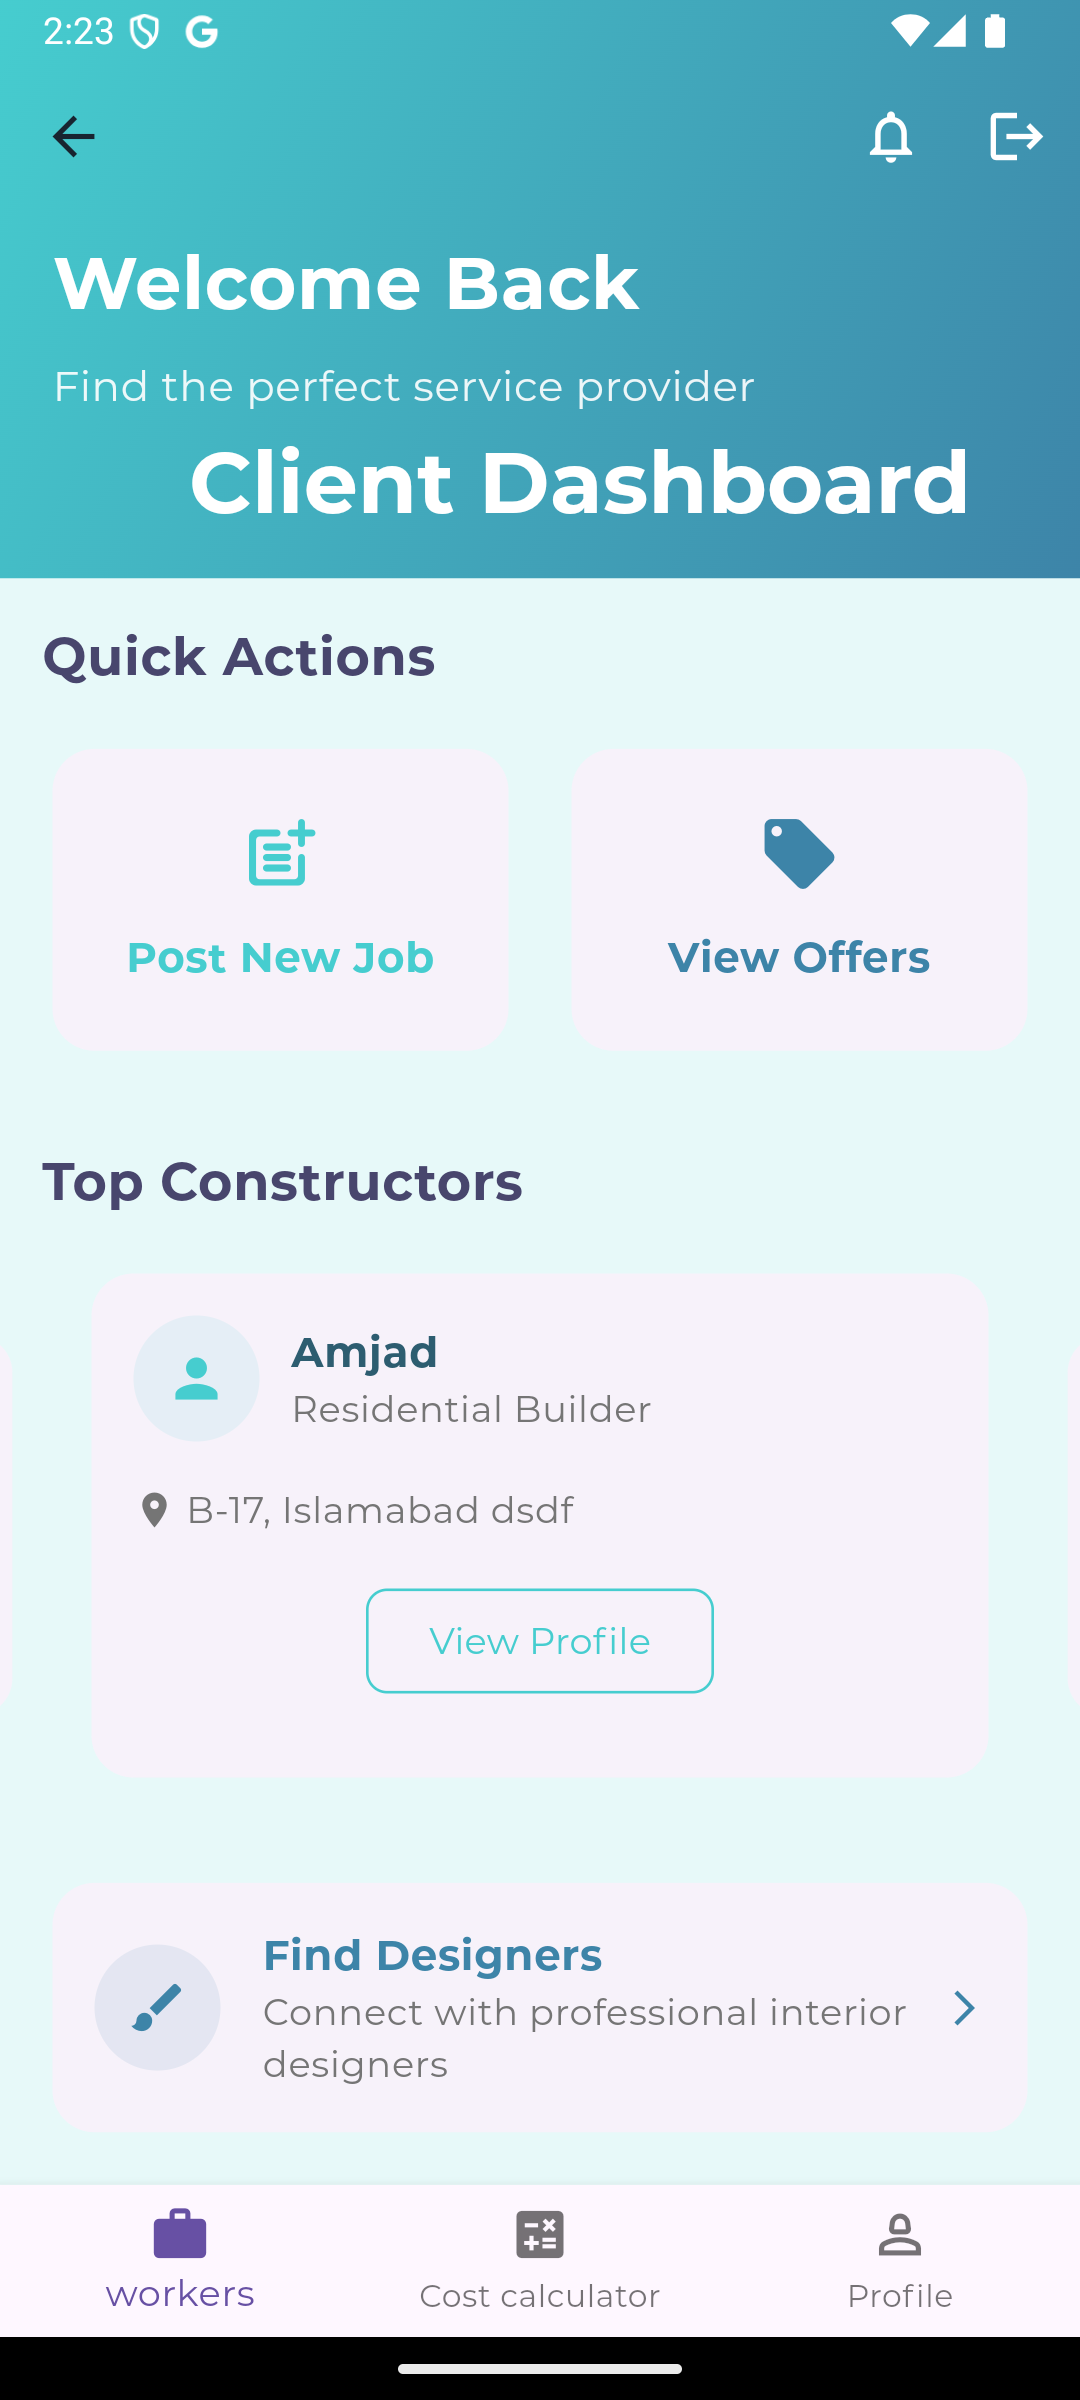 2:23
Welcome Back
Find the perfect service provider
Client Dashboard
Quick Actions
Post New Job
View Offers
Top Constructors
Amjad
Residential Builder
B-17, Islamabad dsdf
View Profile
Find Designers
Connect with professional interior
designers
workers
Cost calculator
Profile